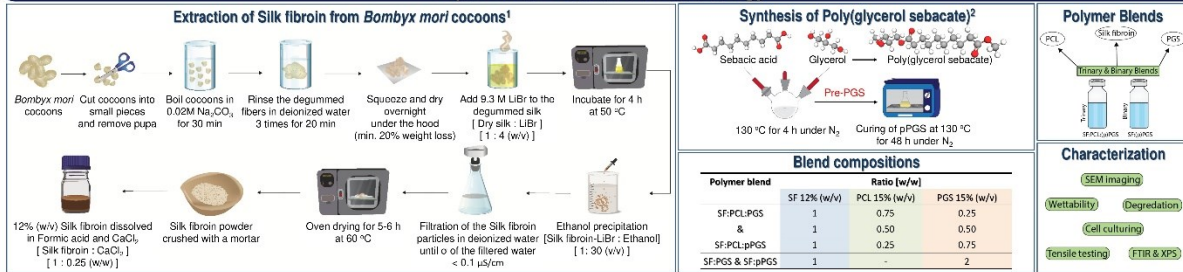 Extraction of Silk fibroin from Bombyx mori cocoons¹
Bombyx mori
cocoons
Cut cocoons into
small pieces
and remove pupa
Boil cocoons in
0.02M Na₂CO₃
for 30 min
Rinse the degummed
fibers in deionized water
3 times for 20 min
Squeeze and dry
overnight
under the hood
(min. 20% weight loss)
Add 9.3 M LiBr to the
degummed silk
[ Dry silk : LiBr ]
[ 1 : 4 (w/v) ]
Incubate for 4 h
at 50 ºC
12% (w/v) Silk fibroin dissolved
in Formic acid and CaCl₂
[ Silk fibroin : CaCl₂
[ 1 : 0.25 (w/w) ]
Silk fibroin powder
crushed with a mortar
Oven drying for 5-6 h
at 60 ºC
Filtration of the Silk fibroin
particles in deionized water
until σ of the filtered water
< 0.1 µS/cm
Ethanol precipitation
[Silk fibroin-LiBr : Ethanol]
[ 1: 30 (v/v) ]
Synthesis of Poly(glycerol sebacate)²
Sebacic acid
Glycerol
Poly(glycerol sebacate)
Pre-PGS
130 ºC for 4 h under N₂
Curing of pPGS at 130 ºC
for 48 h under N₂
Blend compositions
Polymer blend Ratio [w/w]
SF 12% (w/v) PCL 15% (w/v) PGS 15% (w/v)
SF:PCL:PGS 1 0.75 0.25
& 1 0.50 0.50
SF:PCL:pPGS 1 0.25 0.75
SF:PGS & SF:pPGS 1 - 2
Polymer Blends
PCL
Silk fibroin
PGS
Trinary & Binary Blends
Trinary
Binary
SF:PCL:(p)PGS
SF:(p)PGS
Characterization
SEM imaging
Wettability
Degredation
Cell culturing
Tensile testing
FTIR & XPS